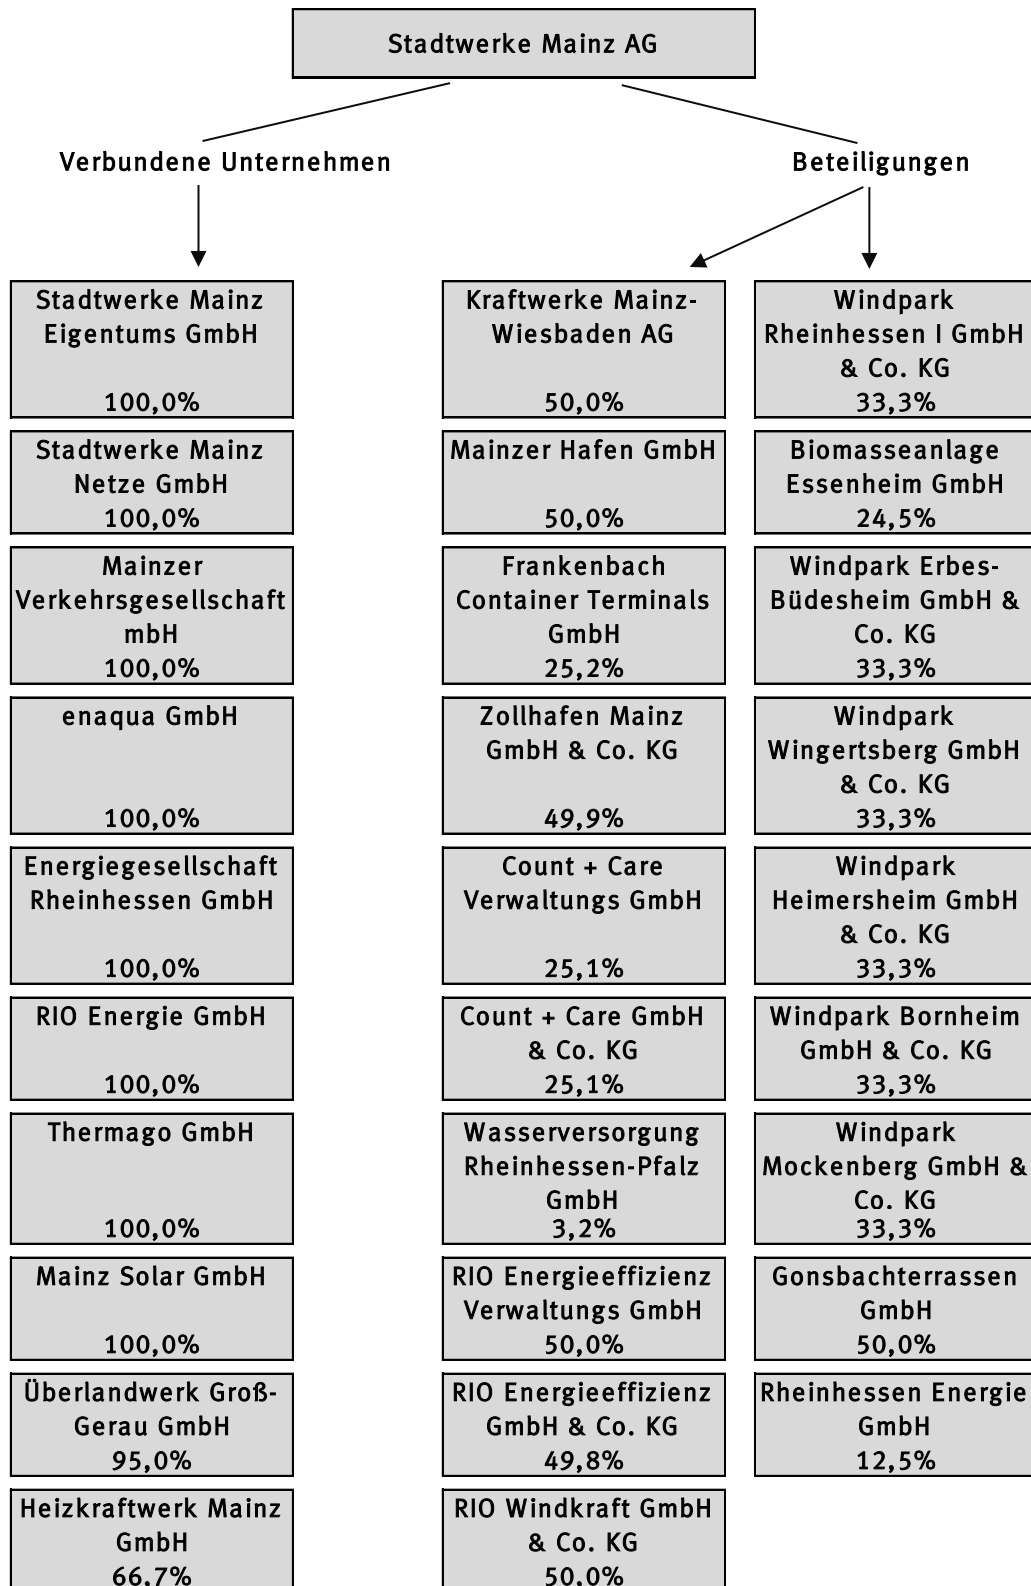 Stadtwerke Mainz AG
Verbundene Unternehmen
Beteiligungen
Stadtwerke Mainz
Eigentums GmbH
100,0%
Stadtwerke Mainz
Netze GmbH
100,0%
Mainzer
Verkehrsgesellschaft
mbH
100,0%
enaqua GmbH
100,0%
Energiegesellschaft
Rheinhessen GmbH
100,0%
RIO Energie GmbH
100,0%
Thermago GmbH
100,0%
Mainz Solar GmbH
100,0%
Überlandwerk Groß-
Gerau GmbH
95,0%
Heizkraftwerk Mainz
GmbH
66,7%
Kraftwerke Mainz-
Wiesbaden AG
50,0%
Mainzer Hafen GmbH
50,0%
Frankenbach
Container Terminals
GmbH
25,2%
Zollhafen Mainz
GmbH & Co. KG
49,9%
Count + Care
Verwaltungs GmbH
25,1%
Count + Care GmbH
& Co. KG
25,1%
Wasserversorgung
Rheinhessen-Pfalz
GmbH
3,2%
RIO Energieeffizienz
Verwaltungs GmbH
50,0%
RIO Energieeffizienz
GmbH & Co. KG
49,8%
RIO Windkraft GmbH
& Co. KG
50,0%
Windpark
Rheinhessen I GmbH
& Co. KG
33,3%
Biomasseanlage
Essenheim GmbH
24,5%
Windpark Erbes-
Büdesheim GmbH &
Co. KG
33,3%
Windpark
Wingertsberg GmbH
& Co. KG
33,3%
Windpark
Heimersheim GmbH
& Co. KG
33,3%
Windpark Bornheim
GmbH & Co. KG
33,3%
Windpark
Mockenberg GmbH &
Co. KG
33,3%
Gonsbachterrassen
GmbH
50,0%
Rheinhessen Energie
GmbH
12,5%